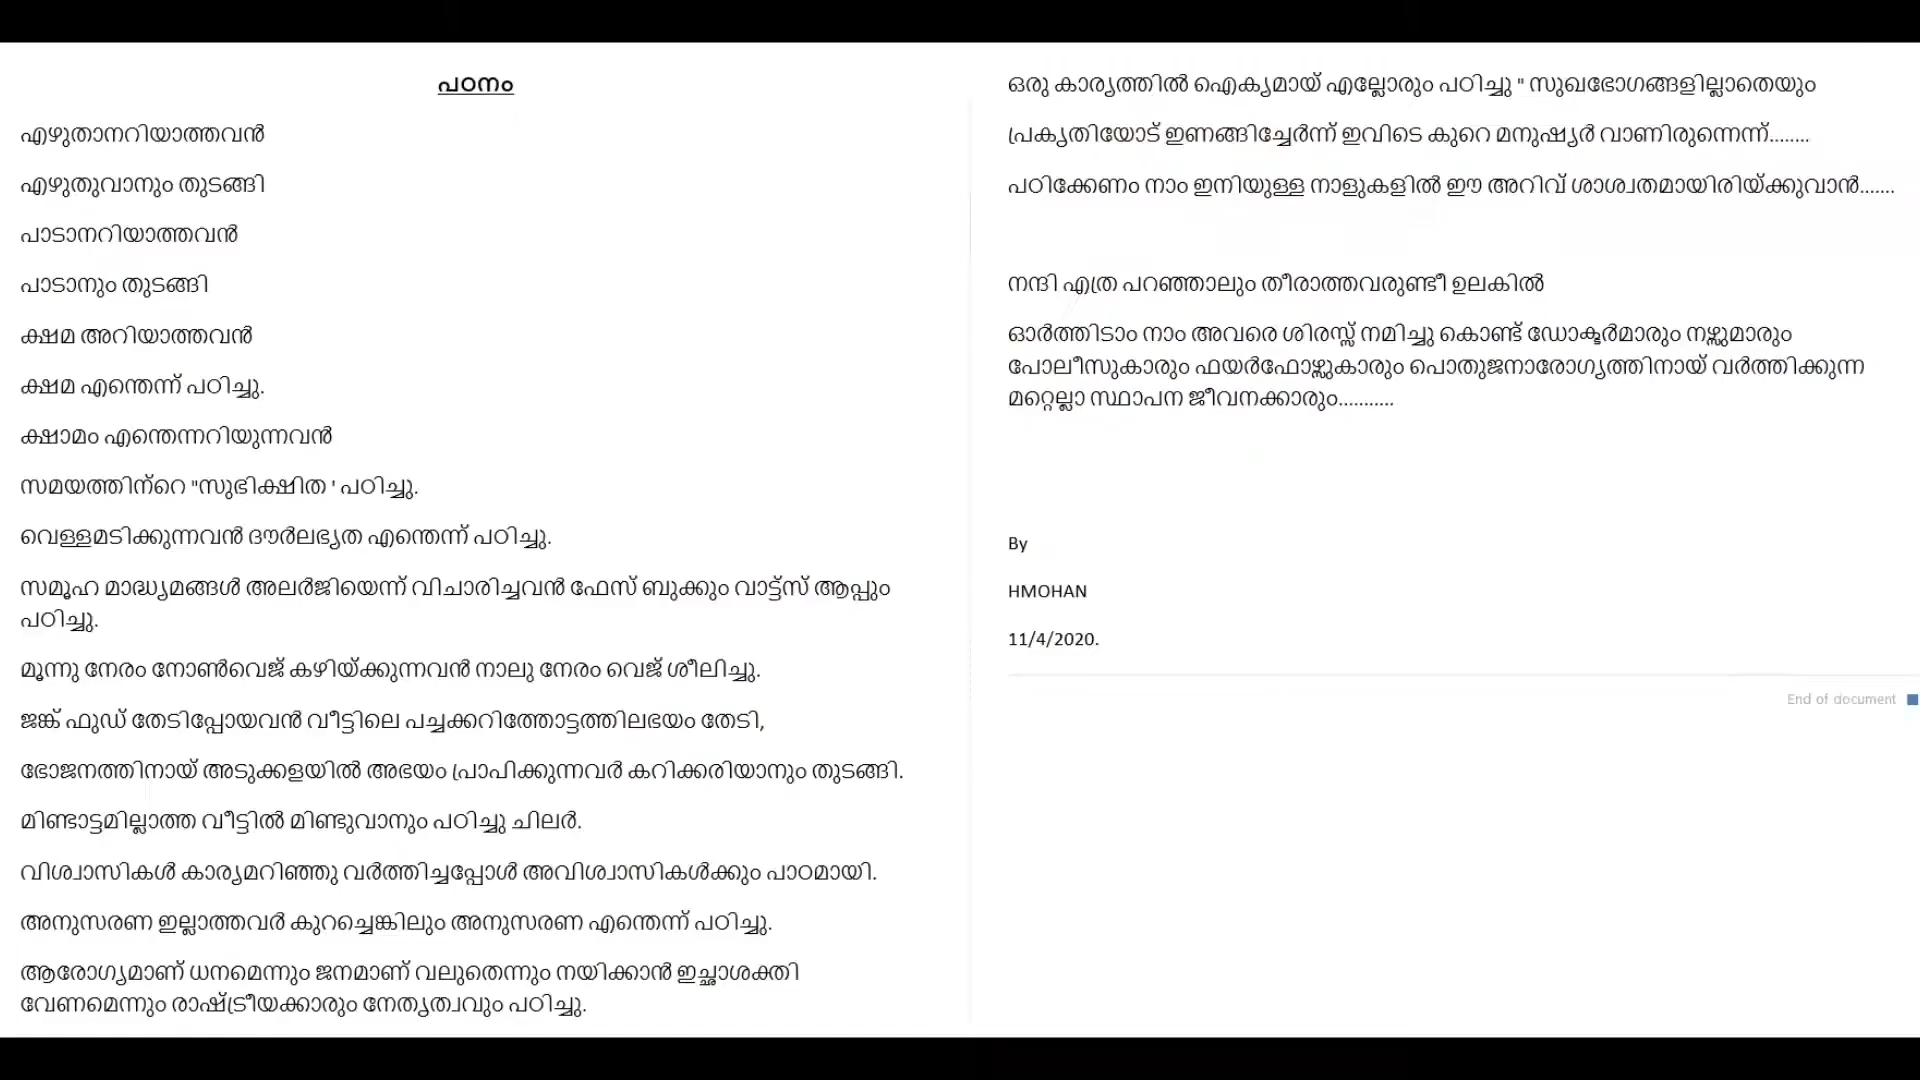 പഠനം
എഴുതാനറിയാത്തവൻ
എഴുതുവാനും തുടങ്ങി
പാടാനറിയാത്തവൻ
പാടാനും തുടങ്ങി
ക്ഷമ അറിയാത്തവൻ
ക്ഷമ എന്തെന്ന് പഠിച്ചു.
ക്ഷാമം എന്തെന്നറിയുന്നവൻ
സമയത്തിന്റെ "സുഭിക്ഷിത ' പഠിച്ചു.
വെള്ളമടിക്കുന്നവൻ ദൗർലഭ്യത എന്തെന്ന് പഠിച്ചു.
സമൂഹ മാദ്ധ്യമങ്ങൾ അലർജിയെന്ന് വിചാരിച്ചവൻ ഫേസ് ബുക്കും വാട്ട്സ് ആപ്പും
പഠിച്ചു.
മൂന്നു നേരം നോൺവെജ് കഴിയ്ക്കുന്നവൻ നാലു നേരം വെജ് ശീലിച്ചു.
ജങ്ക് ഫുഡ് തേടിപ്പോയവൻ വീട്ടിലെ പച്ചക്കറിത്തോട്ടത്തിലഭയം തേടി,
ഭോജനത്തിനായ് അടുക്കളയിൽ അഭയം പ്രാപിക്കുന്നവർ കറിക്കരിയാനും തുടങ്ങി.
മിണ്ടാട്ടമില്ലാത്ത വീട്ടിൽ മിണ്ടുവാനും പഠിച്ചു ചിലർ.
വിശ്വാസികൾ കാര്യമറിഞ്ഞു വർത്തിച്ചപ്പോൾ അവിശ്വാസികൾക്കും പാഠമായി.
അനുസരണ ഇല്ലാത്തവർ കുറച്ചെങ്കിലും അനുസരണ എന്തെന്ന് പഠിച്ചു.
ആരോഗ്യമാണ് ധനമെന്നും ജനമാണ് വലുതെന്നും നയിക്കാൻ ഇച്ഛാശക്തി
വേണമെന്നും രാഷ്ട്രീയക്കാരും നേതൃത്വവും പഠിച്ചു.
ഒരു കാര്യത്തിൽ ഐക്യമായ് എല്ലോരും പഠിച്ചു " സുഖഭോഗങ്ങളില്ലാതെയും
പ്രകൃതിയോട് ഇണങ്ങിച്ചേർന്ന് ഇവിടെ കുറെ മനുഷ്യർ വാണിരുന്നെന്ന്........
പഠിക്കേണം നാം ഇനിയുള്ള നാളുകളിൽ ഈ അറിവ് ശാശ്വതമായിരിയ്ക്കുവാൻ.......
നന്ദി എത്ര പറഞ്ഞാലും തീരാത്തവരുണ്ടീ ഉലകിൽ
ഓർത്തിടാം നാം അവരെ ശിരസ്സ് നമിച്ചു കൊണ്ട് ഡോക്ടർമാരും നഴ്സുമാരും
പോലീസുകാരും ഫയർഫോഴ്സുകാരും പൊതുജനാരോഗ്യത്തിനായ് വർത്തിക്കുന്ന
മറ്റെല്ലാ സ്ഥാപന ജീവനക്കാരും...........
By
HMOHAN
11/4/2020.
End of document